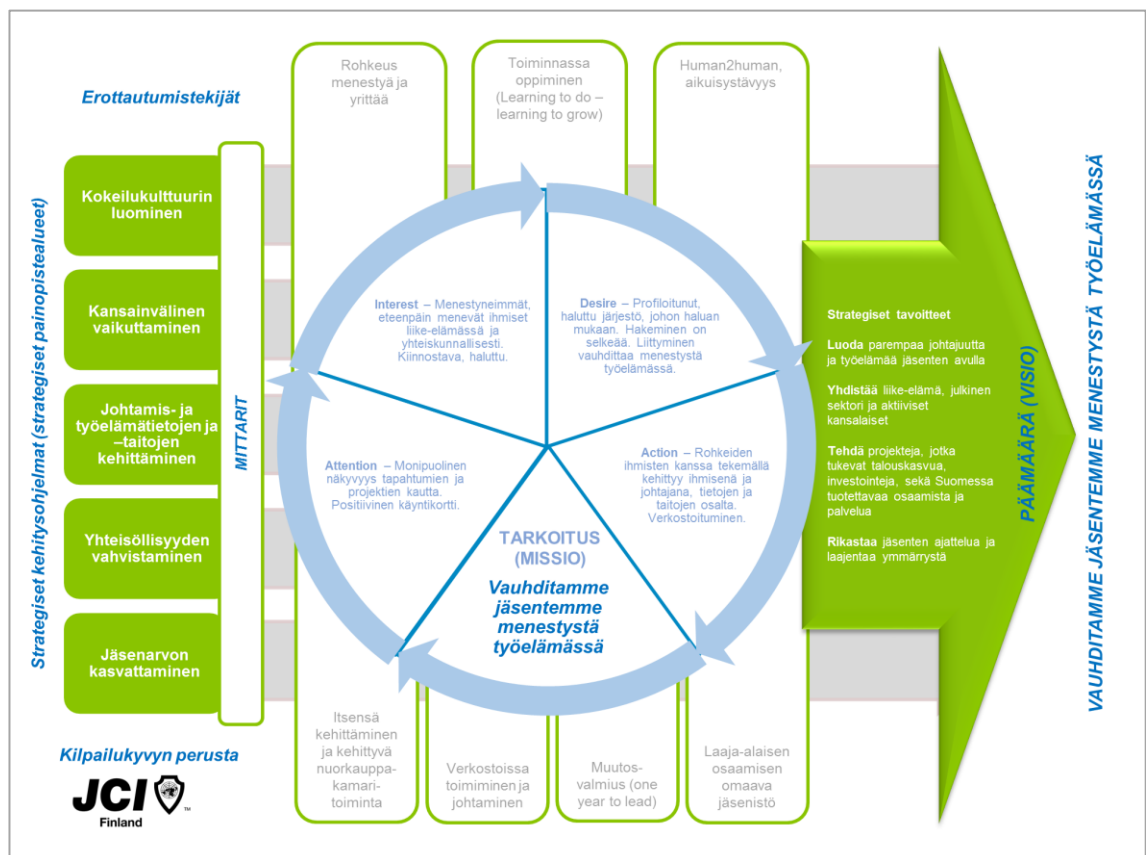 Erottautumistekijät
Rohkeus
menestyä ja
yrittää
Toiminnassa
oppiminen
(Learning to do –
learning to grow)
Human2human,
aikuisystävyys
Strategiset kehitysohjelmat (strategiset painopistealueet)
Kokeilukulttuurin
luominen
Kansainvälinen
vaikuttaminen
Johtamis- ja
työelämätietojen ja
–taitojen
kehittäminen
Yhteisöllisyyden
vahvistaminen
Jäsenarvon
kasvattaminen
MITTARIT
Interest – Menestyneimmät,
eteenpäin menevät ihmiset
liike-elämässä ja
yhteiskunnallisesti.
Kiinnostava, haluttu.
Desire – Profiloitunut,
haluttu järjestö, johon haluan
mukaan. Hakeminen on
selkeää. Liittyminen
vauhdittaa menestystä
työelämässä.
Attention – Monipuolinen
näkyvyys tapahtumien ja
projektien kautta.
Positiivinen käyntikortti.
Action – Rohkeiden
ihmisten kanssa tekemällä
kehittyy ihmisenä ja
johtajana, tietojen ja
taitojen osalta.
Verkostoituminen.
TARKOITUS
(MISSIO)
Vauhditamme
jäsentemme
menestystä
työelämässä
Strategiset tavoitteet
Luoda parempaa johtajuutta
ja työelämää jäsenten avulla
Yhdistää liike-elämä, julkinen
sektori ja aktiiviset
kansalaiset
Tehdä projekteja, jotka
tukevat talouskasvua,
investointeja, sekä Suomessa
tuotettavaa osaamista ja
palvelua
Rikastaa jäsenten ajattelua ja
laajentaa ymmärrystä
PÄÄMÄÄRÄ (VISIO)
VAUHDITAMME JÄSENTEMME MENESTYSTÄ TYÖELÄMÄSSÄ
Kilpailukyvyn perusta
Itsensä
kehittäminen
ja kehittyvä
nuorkauppa-
kamari-
toiminta
Verkostoissa
toimiminen ja
johtaminen
Muutos-
valmius (one
year to lead)
Laaja-alaisen
osaamisen
omaava
jäsenistö
JCI
TM
Finland